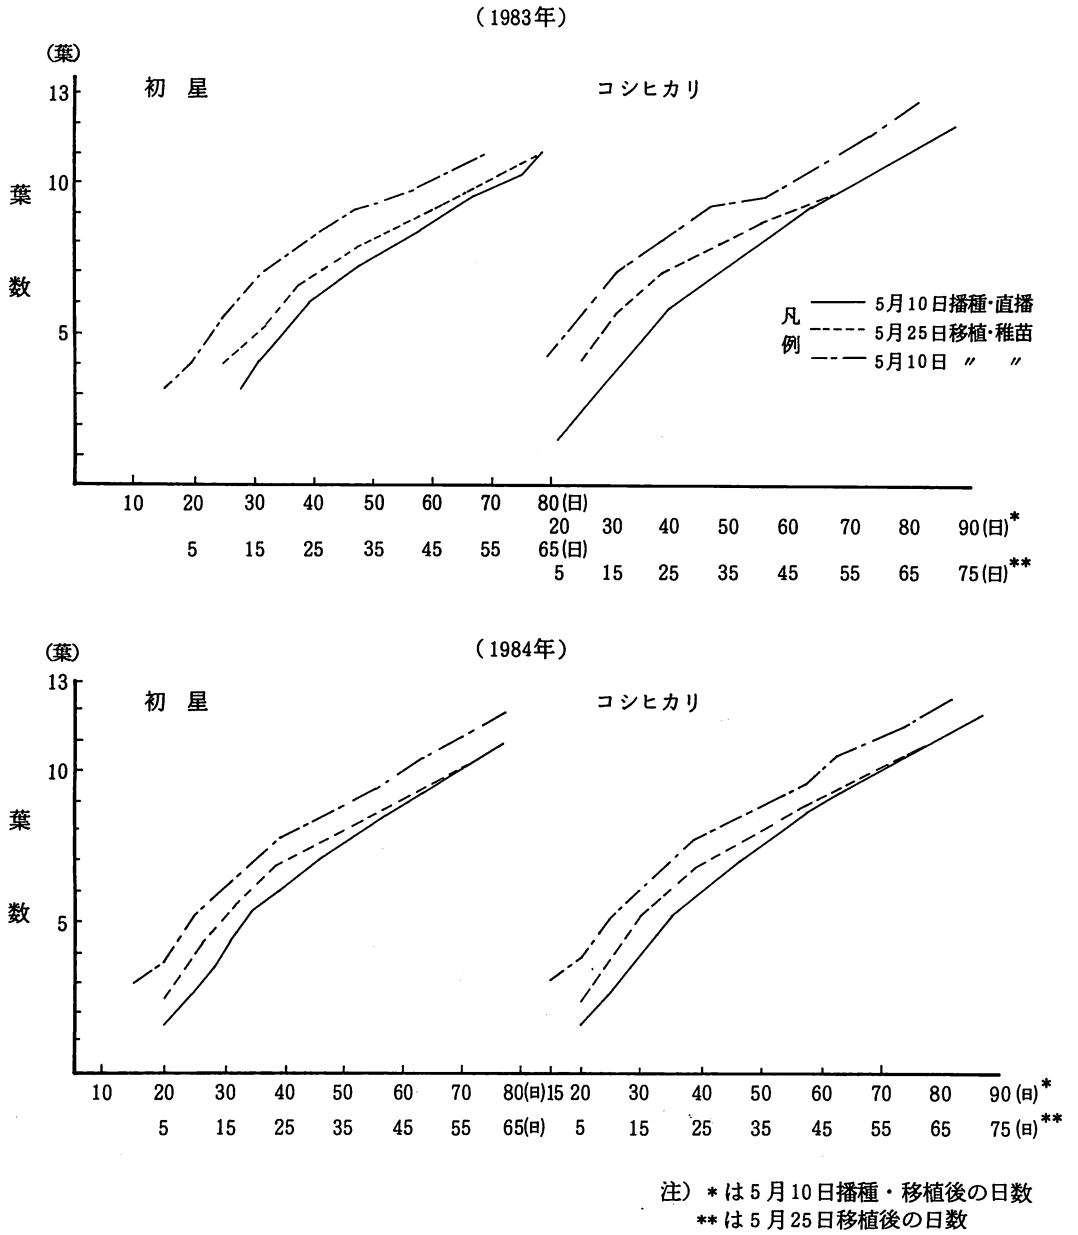 (1983年)
(葉)
初星 コシヒカリ
13
10
葉数
5
凡例
5月10日播種・直播
5月25日移植・稚苗
5月10日 〃 〃
10 20 30 40 50 60 70 80(日)
20 30 40 50 60 70 80 90(日)*
5 15 25 35 45 55 65(日)
5 15 25 35 45 55 65 75(日)**
(1984年)
(葉)
初星 コシヒカリ
13
10
葉数
5
10 20 30 40 50 60 70 80(日) 15 20 30 40 50 60 70 80 90(日)*
5 15 25 35 45 55 65(日) 5 15 25 35 45 55 65 75(日)**
注) *は5月10日播種・移植後の日数
**は5月25日移植後の日数